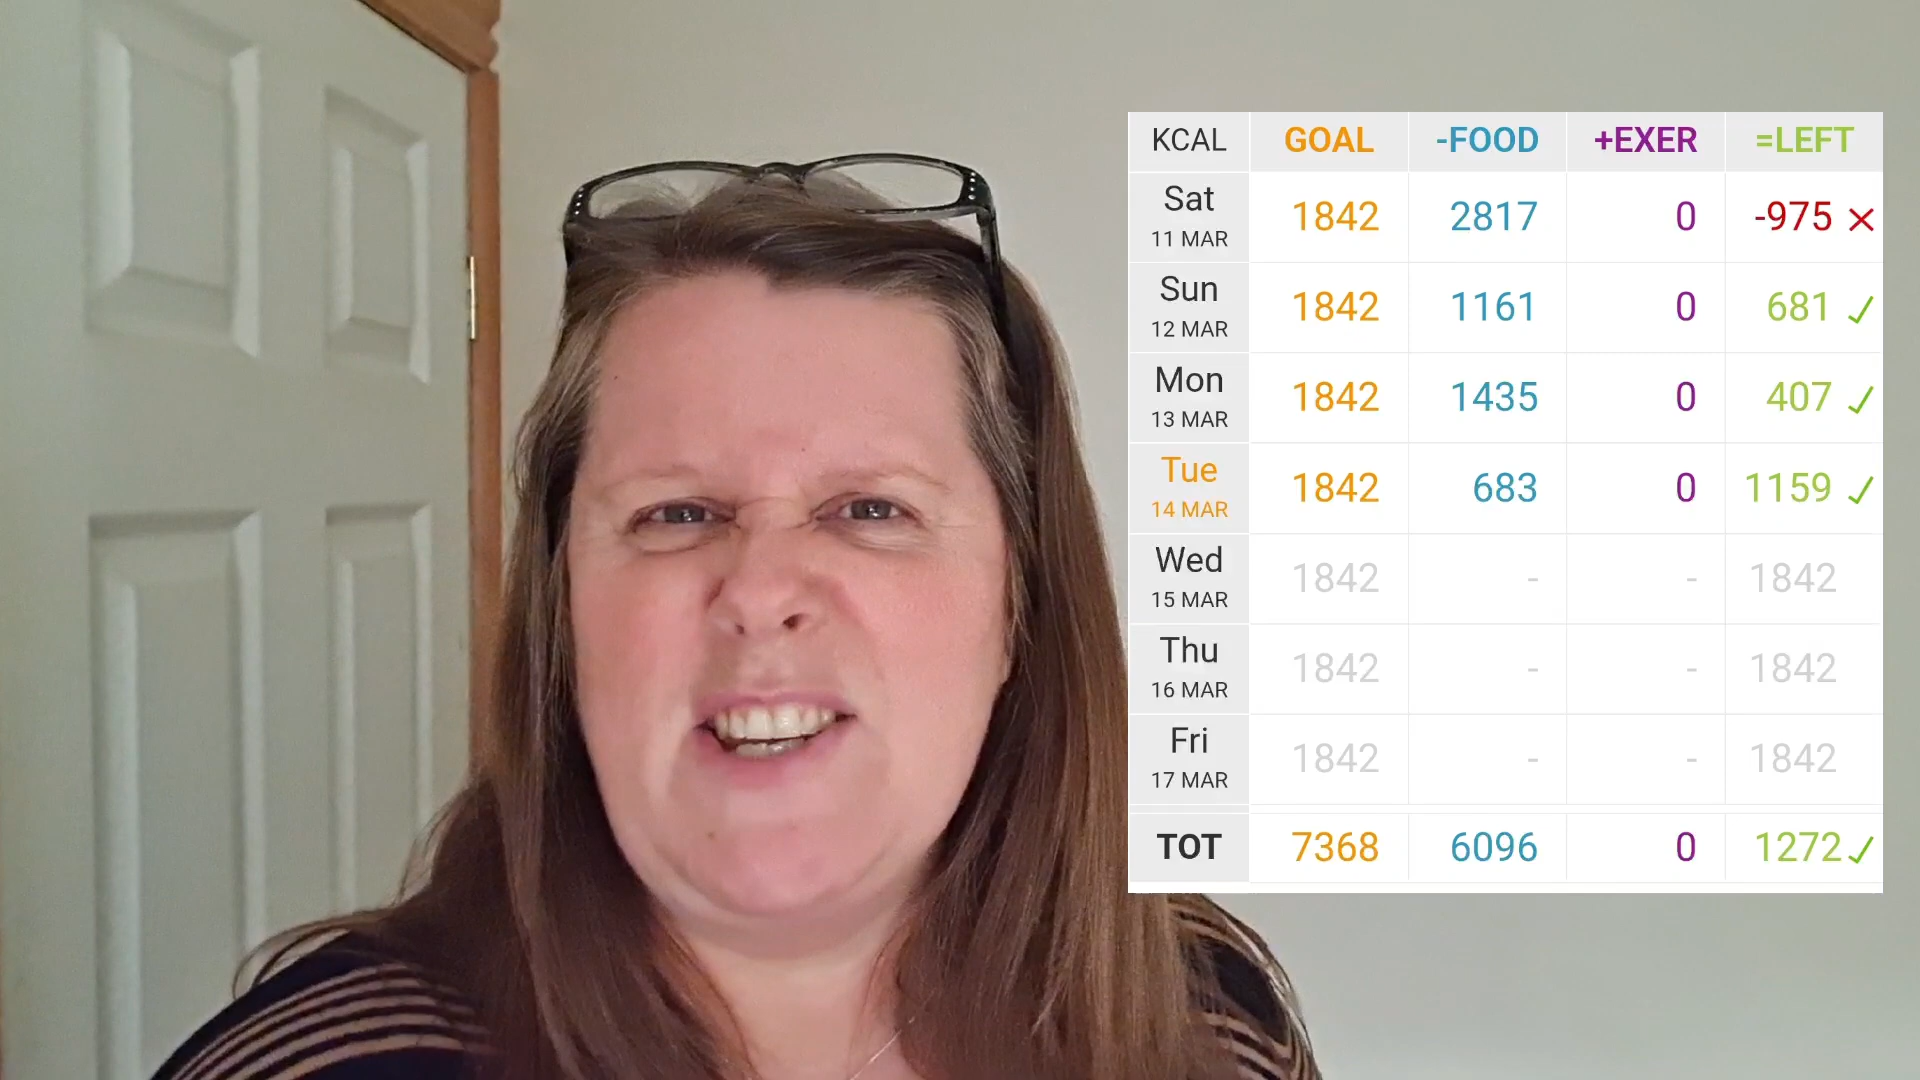 KCAL GOAL -FOOD +EXER =LEFT
Sat
11 MAR 1842 2817 0 -975
Sun
12 MAR 1842 1161 0 681
Mon
13 MAR 1842 1435 0 407
Tue
14 MAR 1842 683 0 1159
Wed
15 MAR 1842 - - 1842
Thu
16 MAR 1842 - - 1842
Fri
17 MAR 1842 - - 1842
TOT 7368 6096 0 1272